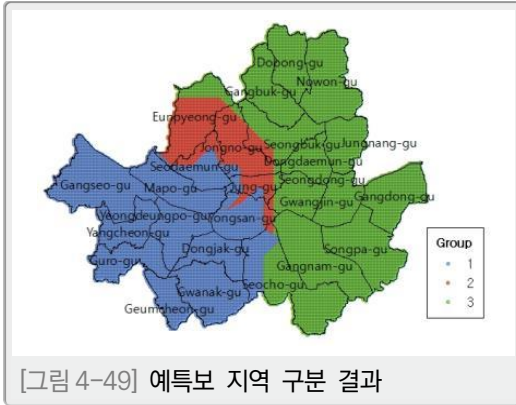 Dobong-gu
Nowon-gu
Gangbuk-gu
Eunpyeong-gu
Jongno-gu
Seongbuk-gu
Jungnang-gu
Seodaemun-gu
Dongdaemun-gu
Gangseo-gu
Mapo-gu
Jung-gu
Seongdong-gu
Gangdong-gu
Gwangjin-gu
Yeongdeungpo-gu
Yongsan-gu
Yangcheon-gu
Dongjak-gu
Songpa-gu
Guro-gu
Gangnam-gu
Gwanak-gu
Seocho-gu
Geumcheon-gu
Group
1
2
3
[그림 4-49] 예특보 지역 구분 결과